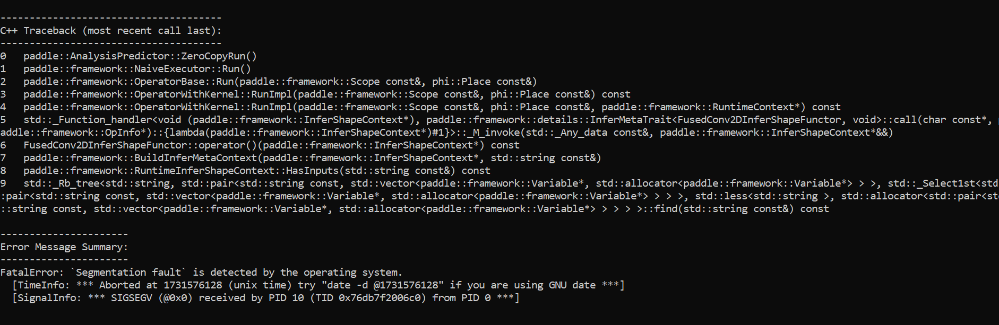 --------------------------------------
C++ Traceback (most recent call last):
--------------------------------------
0   paddle::AnalysisPredictor::ZeroCopyRun()
1   paddle::framework::NaiveExecutor::Run()
2   paddle::framework::OperatorBase::Run(paddle::framework::Scope const&, phi::Place const&)
3   paddle::framework::OperatorWithKernel::RunImpl(paddle::framework::Scope const&, phi::Place const&) const
4   paddle::framework::OperatorWithKernel::RunImpl(paddle::framework::Scope const&, phi::Place const&, paddle::framework::RuntimeContext*) const
5   std::_Function_handler<void (paddle::framework::InferShapeContext*), paddle::framework::details::InferMetaTrait<FusedConv2DInferShapeFunctor, void>::call(char const*, p
addle::framework::OpInfo*)::{lambda(paddle::framework::InferShapeContext*)#1}>::_M_invoke(std::_Any_data const&, paddle::framework::InferShapeContext*&&)
6   FusedConv2DInferShapeFunctor::operator()(paddle::framework::InferShapeContext*) const
7   paddle::framework::BuildInferMetaContext(paddle::framework::InferShapeContext*, std::string const&)
8   paddle::framework::RuntimeInferShapeContext::HasInputs(std::string const&) const
9   std::_Rb_tree<std::string, std::pair<std::string const, std::vector<paddle::framework::Variable*, std::allocator<paddle::framework::Variable*> > >, std::_Select1st<std
:pair<std::string const, std::vector<paddle::framework::Variable*, std::allocator<paddle::framework::Variable*> > > >, std::less<std::string >, std::allocator<std::pair<std
::string const, std::vector<paddle::framework::Variable*, std::allocator<paddle::framework::Variable*> > > > >::find(std::string const&) const
----------------------
Error Message Summary:
----------------------
FatalError: `Segmentation fault` is detected by the operating system.
  [TimeInfo: *** Aborted at 1731576128 (unix time) try "date -d @1731576128" if you are using GNU date ***]
  [SignalInfo: *** SIGSEGV (@0x0) received by PID 10 (TID 0x76db7f2006c0) from PID 0 ***]